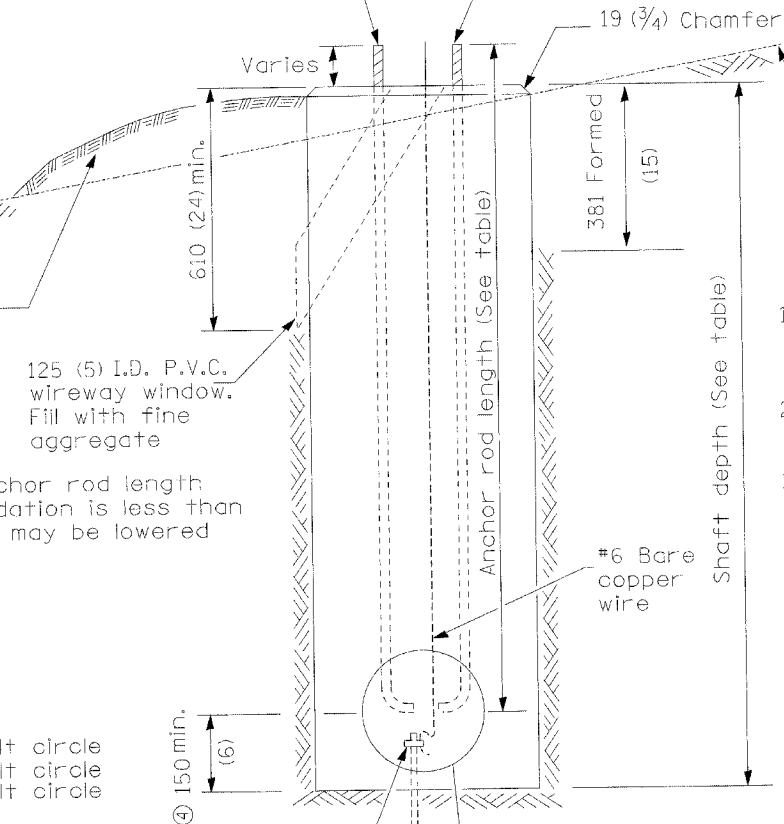 19 (3/4) Chamfer
Varies
610 (24) min.
381 Formed
(15)
Anchor rod length (See table)
Shaft depth (See table)
125 (5) I.D. P.V.C.
wireway window.
Fill with fine
aggregate
chor rod length
dation is less than
may be lowered
#6 Bare
copper
wire
④ 150 min.
(6)
lt circle
lt circle
lt circle